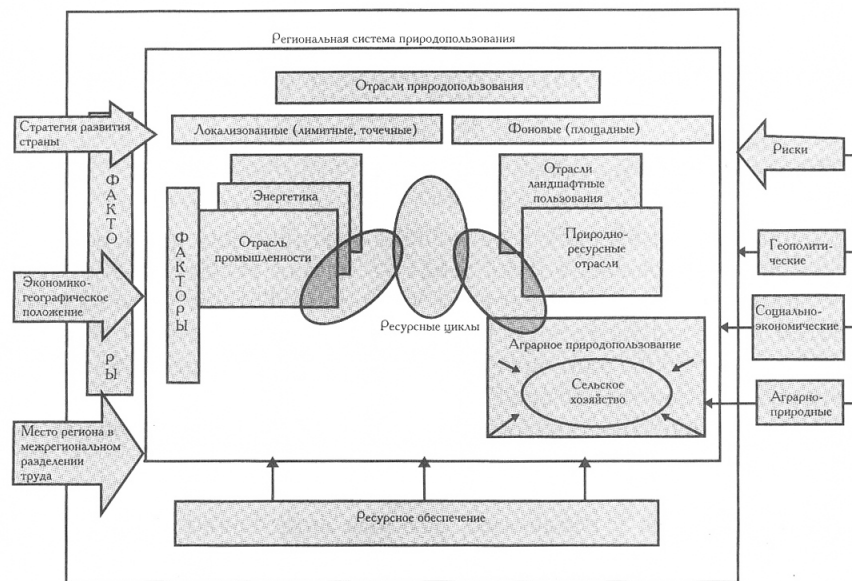 Региональная система природопользования
Отрасли природопользования
Локализованные (лимитные, точечные)
Фоновые (площадные)
Стратегия развития
страны
ФАКТО
РЫ
Экономико-
географическое
положение
Место региона в
межрегиональном
разделении
труда
ФАКТОРЫ
Энергетика
Отрасль
промышленности
Ресурсные циклы
Отрасли
ландшафтные
пользования
Природно-
ресурсные
отрасли
Аграрное природопользование
Сельское
хозяйство
Риски
Геополити-
ческие
Социально-
экономические
Аграрно-
природные
Ресурсное обеспечение